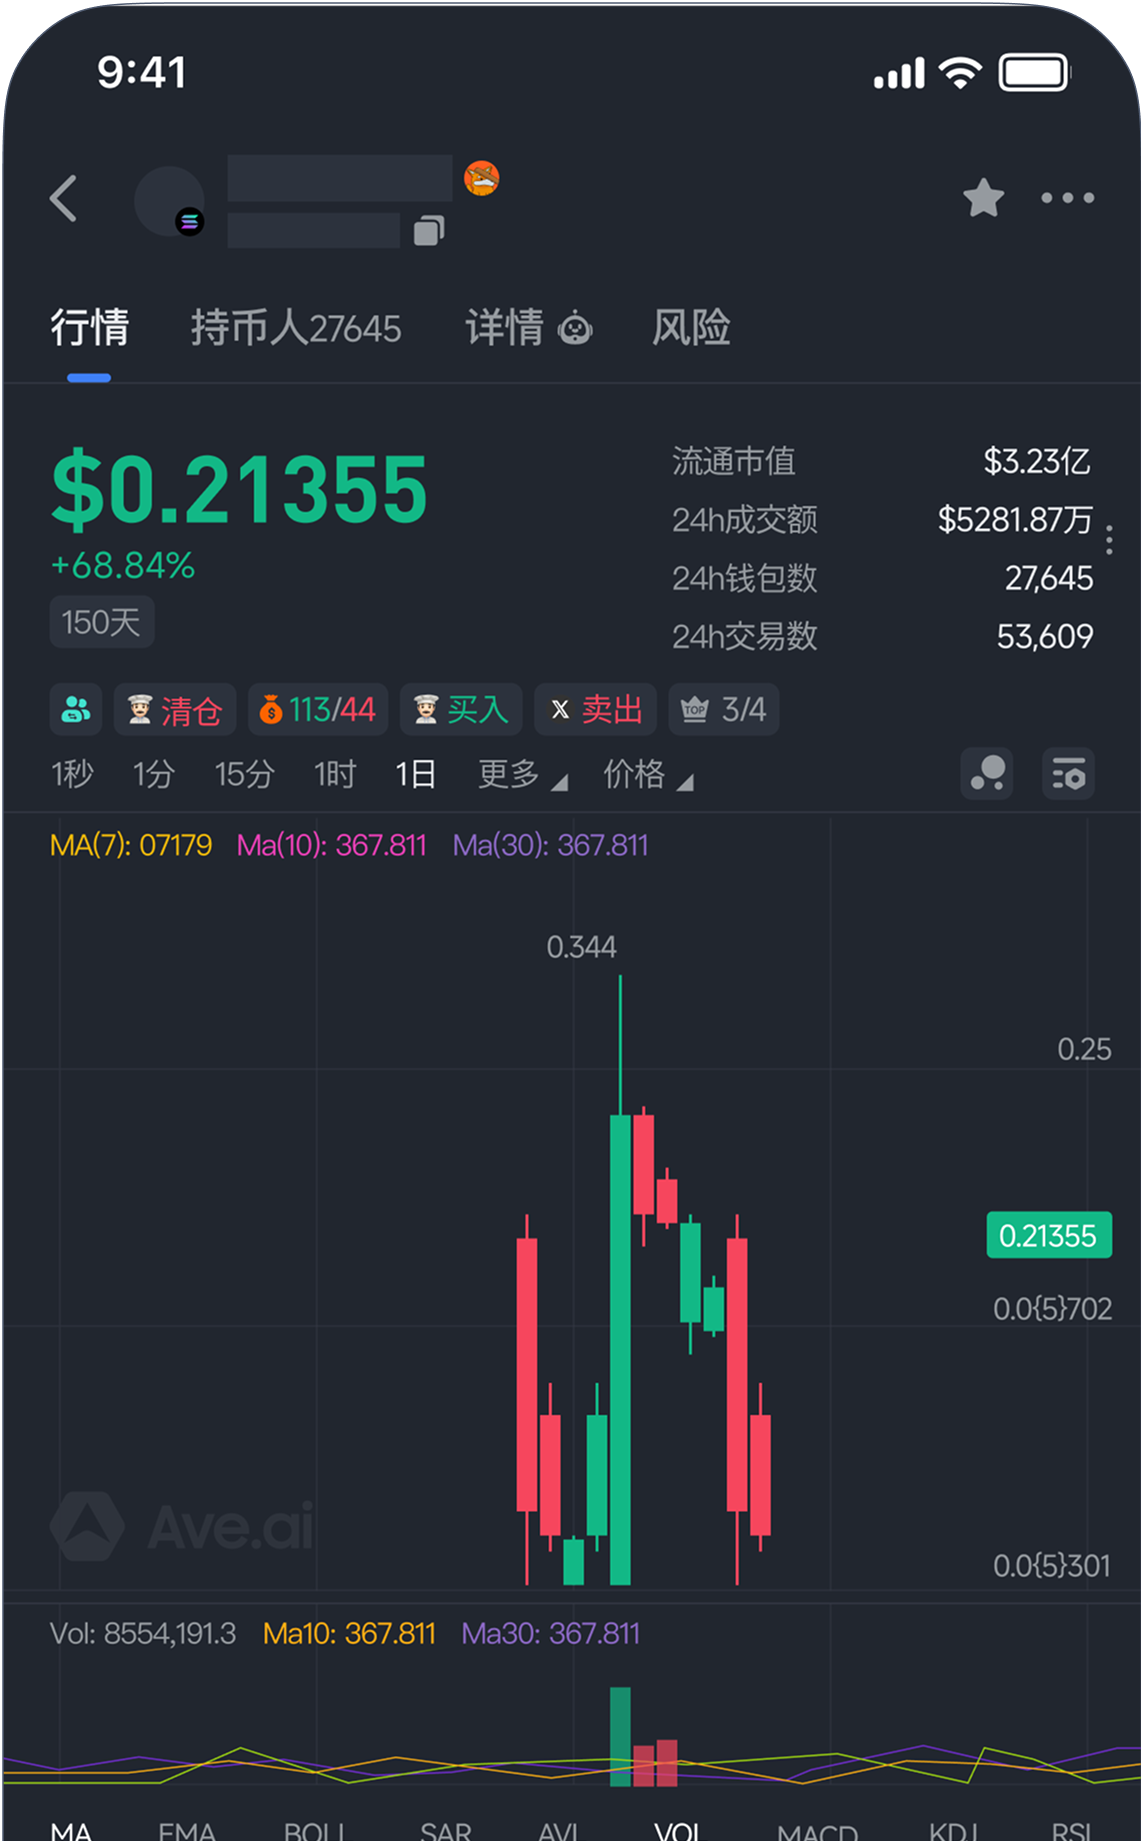 9:41
行情 持币人27645 详情 风险
$0.21355
+68.84%
150天
流通市值 $3.23亿
24h成交额 $5281.87万
24h钱包数 27,645
24h交易数 53,609
清仓 $ 113/44 买入 X 卖出 TOP 3/4
1秒 1分 15分 1时 1日 更多 价格
MA(7): 07179 Ma(10): 367.811 Ma(30): 367.811
0.344
0.25
0.21355
0.0{5}702
Ave.ai
0.0{5}301
Vol: 8554,191.3 Ma10: 367.811 Ma30: 367.811
MA EMA BOLL SAR AVL VOL MACD KDJ RSI